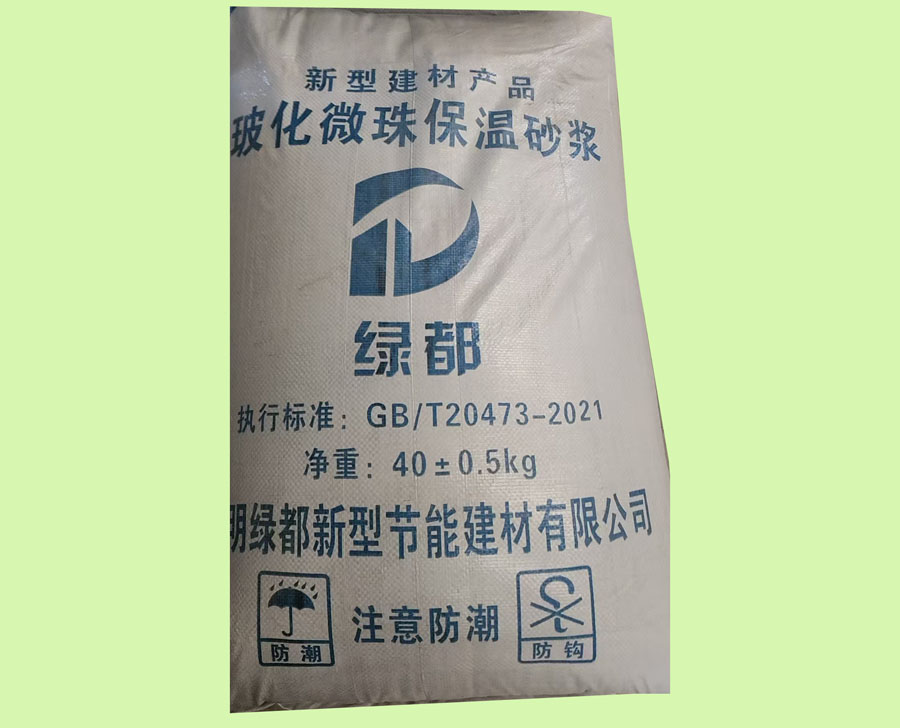 新型建材产品
玻化微珠保温砂浆
绿都
执行标准：GB/T20473-2021
净重：40±0.5kg
明绿都新型节能建材有限公司
注意防潮
防潮
防钩